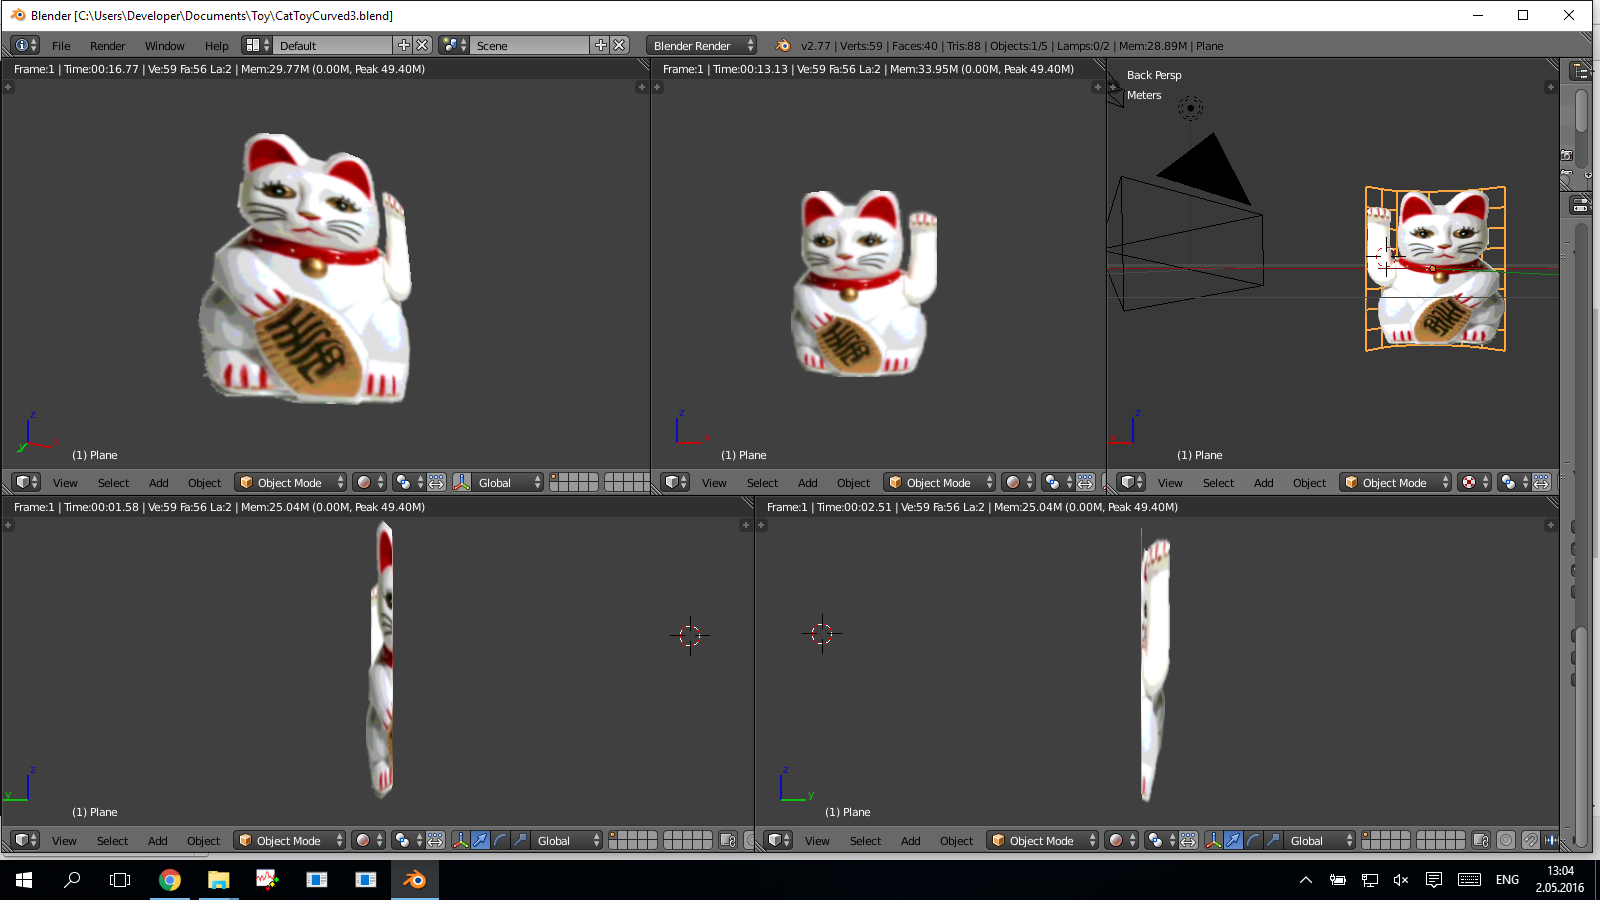 Blender [C:\Users\Developer\Documents\Toy\CatToyCurved3.blend]
File Render Window Help Default Scene Blender Render v2.77 | Verts:59 | Faces:40 | Tris:88 | Objects:1/5 | Lamps:0/2 | Mem:28.89M | Plane
Frame:1 | Time:00:16.77 | Ve:59 Fa:56 La:2 | Mem:29.77M (0.00M, Peak 49.40M)
z
y
x
(1) Plane
View Select Add Object Object Mode Global
Frame:1 | Time:00:13.13 | Ve:59 Fa:56 La:2 | Mem:33.95M (0.00M, Peak 49.40M)
z
x
(1) Plane
View Select Add Object Object Mode
Back Persp
Meters
z
x
(1) Plane
View Select Add Object Object Mode
Frame:1 | Time:00:01.58 | Ve:59 Fa:56 La:2 | Mem:25.04M (0.00M, Peak 49.40M)
z
y
(1) Plane
View Select Add Object Object Mode Global
Frame:1 | Time:00:02.51 | Ve:59 Fa:56 La:2 | Mem:25.04M (0.00M, Peak 49.40M)
z
y
(1) Plane
View Select Add Object Object Mode Global
ENG
13:04
2.05.2016